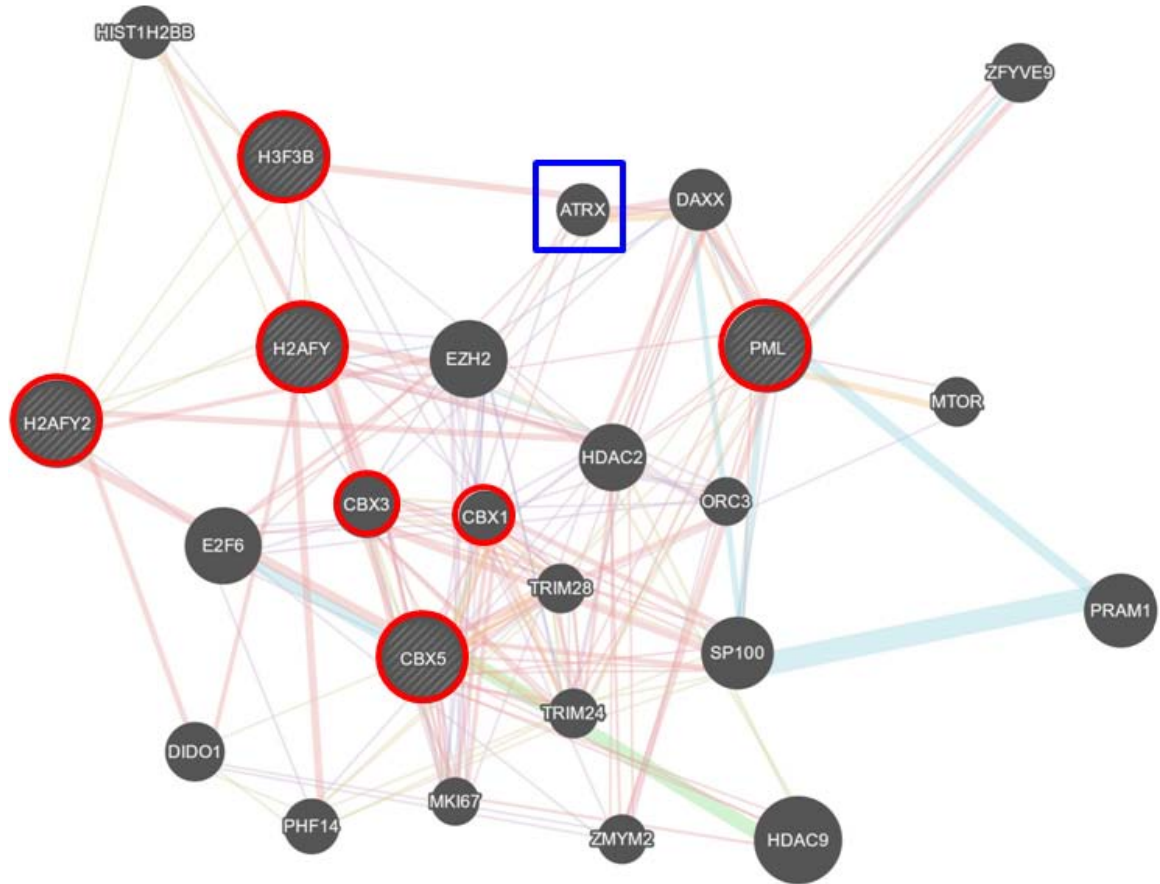 HIST1H2BB
ZFYVE9
H3F3B
ATRX
DAXX
H2AFY
EZH2
PML
H2AFY2
MTOR
HDAC2
CBX3
CBX1
ORC3
E2F6
TRIM28
PRAM1
CBX5
SP100
TRIM24
DIDO1
MKI67
PHF14
ZMYM2
HDAC9